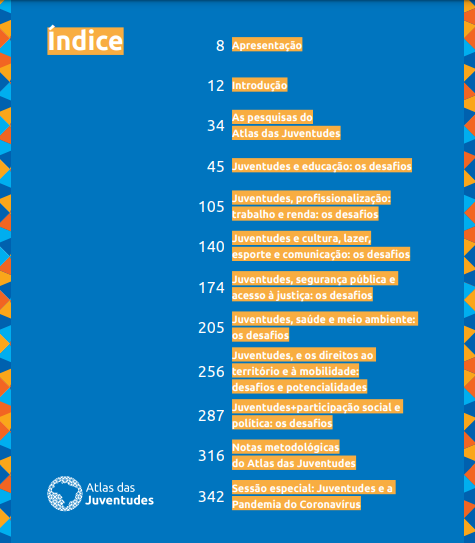 Índice
8 Apresentação
12 Introdução
34 As pesquisas do
Atlas das Juventudes
45 Juventudes e educação: os desafios
105 Juventudes, profissionalização:
trabalho e renda: os desafios
140 Juventudes e cultura, lazer,
esporte e comunicação: os desafios
174 Juventudes, segurança pública e
acesso à justiça: os desafios
205 Juventudes, saúde e meio ambiente:
os desafios
256 Juventudes, e os direitos ao
território e à mobilidade:
desafios e potencialidades
287 Juventudes+participação social e
política: os desafios
316 Notas metodológicas
do Atlas das Juventudes
342 Sessão especial: Juventudes e a
Pandemia do Coronavírus
Atlas das
Juventudes